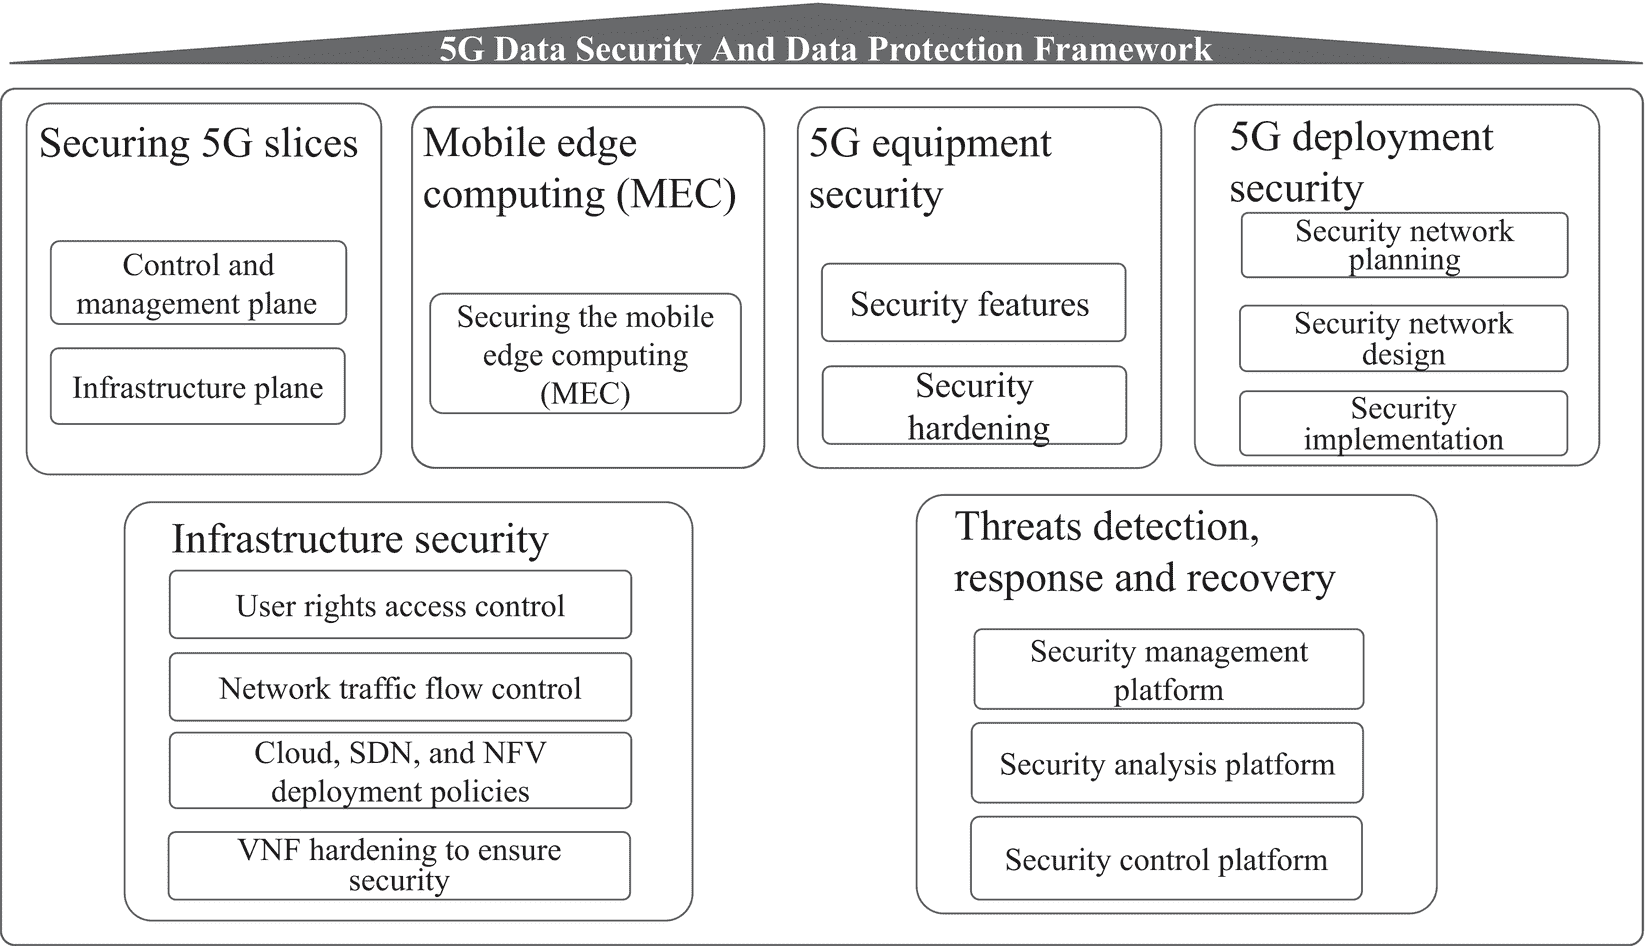 5G Data Security And Data Protection Framework
Securing 5G slices
Control and
management plane
Infrastructure plane
Mobile edge
computing (MEC)
Securing the mobile
edge computing
(MEC)
5G equipment
security
Security features
Security
hardening
5G deployment
security
Security network
planning
Security network
design
Security
implementation
Infrastructure security
User rights access control
Network traffic flow control
Cloud, SDN, and NFV
deployment policies
VNF hardening to ensure
security
Threats detection,
response and recovery
Security management
platform
Security analysis platform
Security control platform